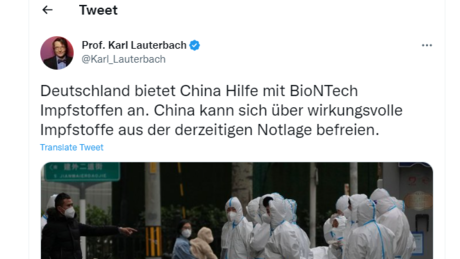 Tweet
Prof. Karl Lauterbach
@Karl_Lauterbach
Deutschland bietet China Hilfe mit BioNTech
Impfstoffen an. China kann sich über wirkungsvolle
Impfstoffe aus der derzeitigen Notlage befreien.
Translate Tweet